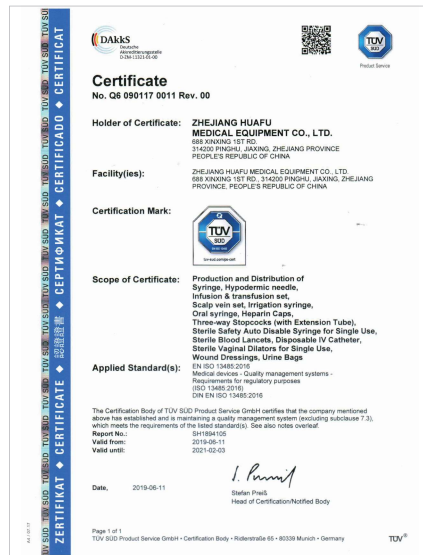 DAkkS
Deutsche
Akkreditierungsstelle
D-ZM-11321-01-00
TÜV
SÜD
Product Service
Certificate
No. Q6 090117 0011 Rev. 00
Holder of Certificate: ZHEJIANG HUAFU
MEDICAL EQUIPMENT CO., LTD.
688 XINXING 1ST RD.
314200 PINGHU, JIAXING, ZHEJIANG PROVINCE
PEOPLE'S REPUBLIC OF CHINA
Facility(ies): ZHEJIANG HUAFU MEDICAL EQUIPMENT CO., LTD.
688 XINXING 1ST RD., 314200 PINGHU, JIAXING, ZHEJIANG
PROVINCE, PEOPLE'S REPUBLIC OF CHINA
Certification Mark:
TÜV
SÜD
Scope of Certificate: Production and Distribution of
Syringe, Hypodermic needle,
Infusion & transfusion set,
Scalp vein set, Irrigation syringe,
Oral syringe, Heparin Caps,
Three-way Stopcocks (with Extension Tube),
Sterile Safety Auto Disable Syringe for Single Use,
Sterile Blood Lancets, Disposable IV Catheter,
Sterile Vaginal Dilators for Single Use,
Wound Dressings, Urine Bags
Applied Standard(s): EN ISO 13485:2016
Medical devices - Quality management systems -
Requirements for regulatory purposes
(ISO 13485:2016)
DIN EN ISO 13485:2016
The Certification Body of TÜV SÜD Product Service GmbH certifies that the company mentioned
above has established and is maintaining a quality management system (excluding subclause 7.3),
which meets the requirements of the listed standard(s). See also notes overleaf.
Report No.: SH1894105
Valid from: 2019-06-11
Valid until: 2021-02-03
Date, 2019-06-11
Stefan Preiß
Head of Certification/Notified Body
Page 1 of 1
TÜV SÜD Product Service GmbH • Certification Body • Ridlerstraße 65 • 80339 Munich • Germany
TÜV®
ZERTIFIKAT ◆ CERTIFICATE ◆ 認證證書 ◆ СЕРТИФИКАТ ◆ CERTIFICADO ◆ CERTIFICAT
TÜV SÜD TÜV SÜD TÜV SÜD TÜV SÜD TÜV SÜD TÜV SÜD